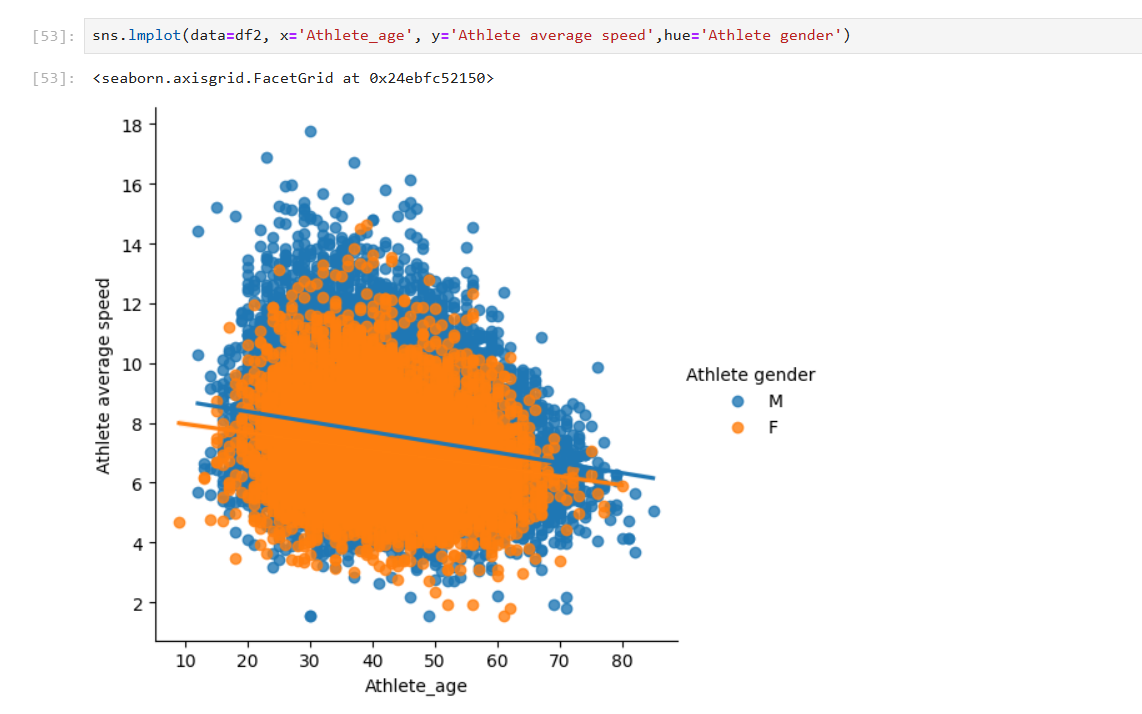 [53]: sns.lmplot(data=df2, x='Athlete_age', y='Athlete average speed',hue='Athlete gender')
[53]: <seaborn.axisgrid.FacetGrid at 0x24ebfc52150>
18
16
14
12
10
8
6
4
2
Athlete average speed
10 20 30 40 50 60 70 80
Athlete_age
Athlete gender
M
F